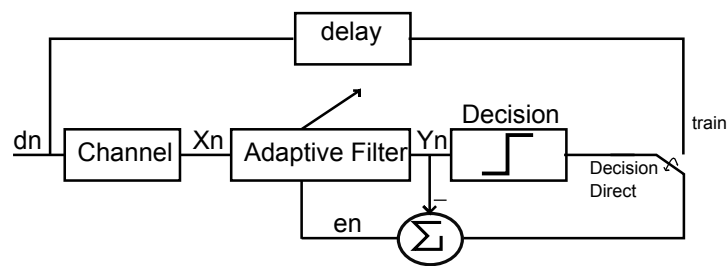 delay
train
dn
Channel
Xn
Adaptive Filter
Yn
Decision
Decision
Direct
–
en
Σ